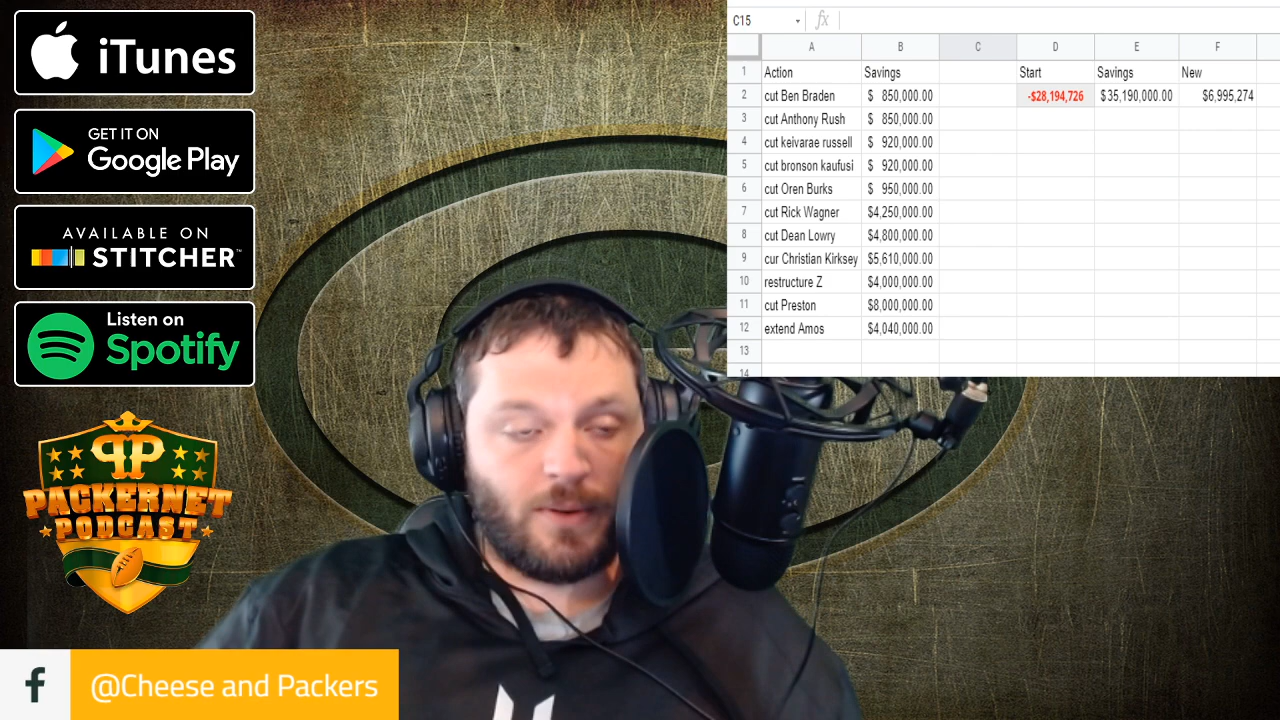 iTunes
GET IT ON
Google Play
AVAILABLE ON
STITCHER™
Listen on
Spotify
PP
PACKERNET
PODCAST
f
@Cheese and Packers
C15 fx
A B C D E F
1 Action Savings Start Savings New
2 cut Ben Braden $ 850,000.00 -$28,194,726 $35,190,000.00 $6,995,274
3 cut Anthony Rush $ 850,000.00
4 cut keivarae russell $ 920,000.00
5 cut bronson kaufusi $ 920,000.00
6 cut Oren Burks $ 950,000.00
7 cut Rick Wagner $4,250,000.00
8 cut Dean Lowry $4,800,000.00
9 cur Christian Kirksey $5,610,000.00
10 restructure Z $4,000,000.00
11 cut Preston $8,000,000.00
12 extend Amos $4,040,000.00
13
14